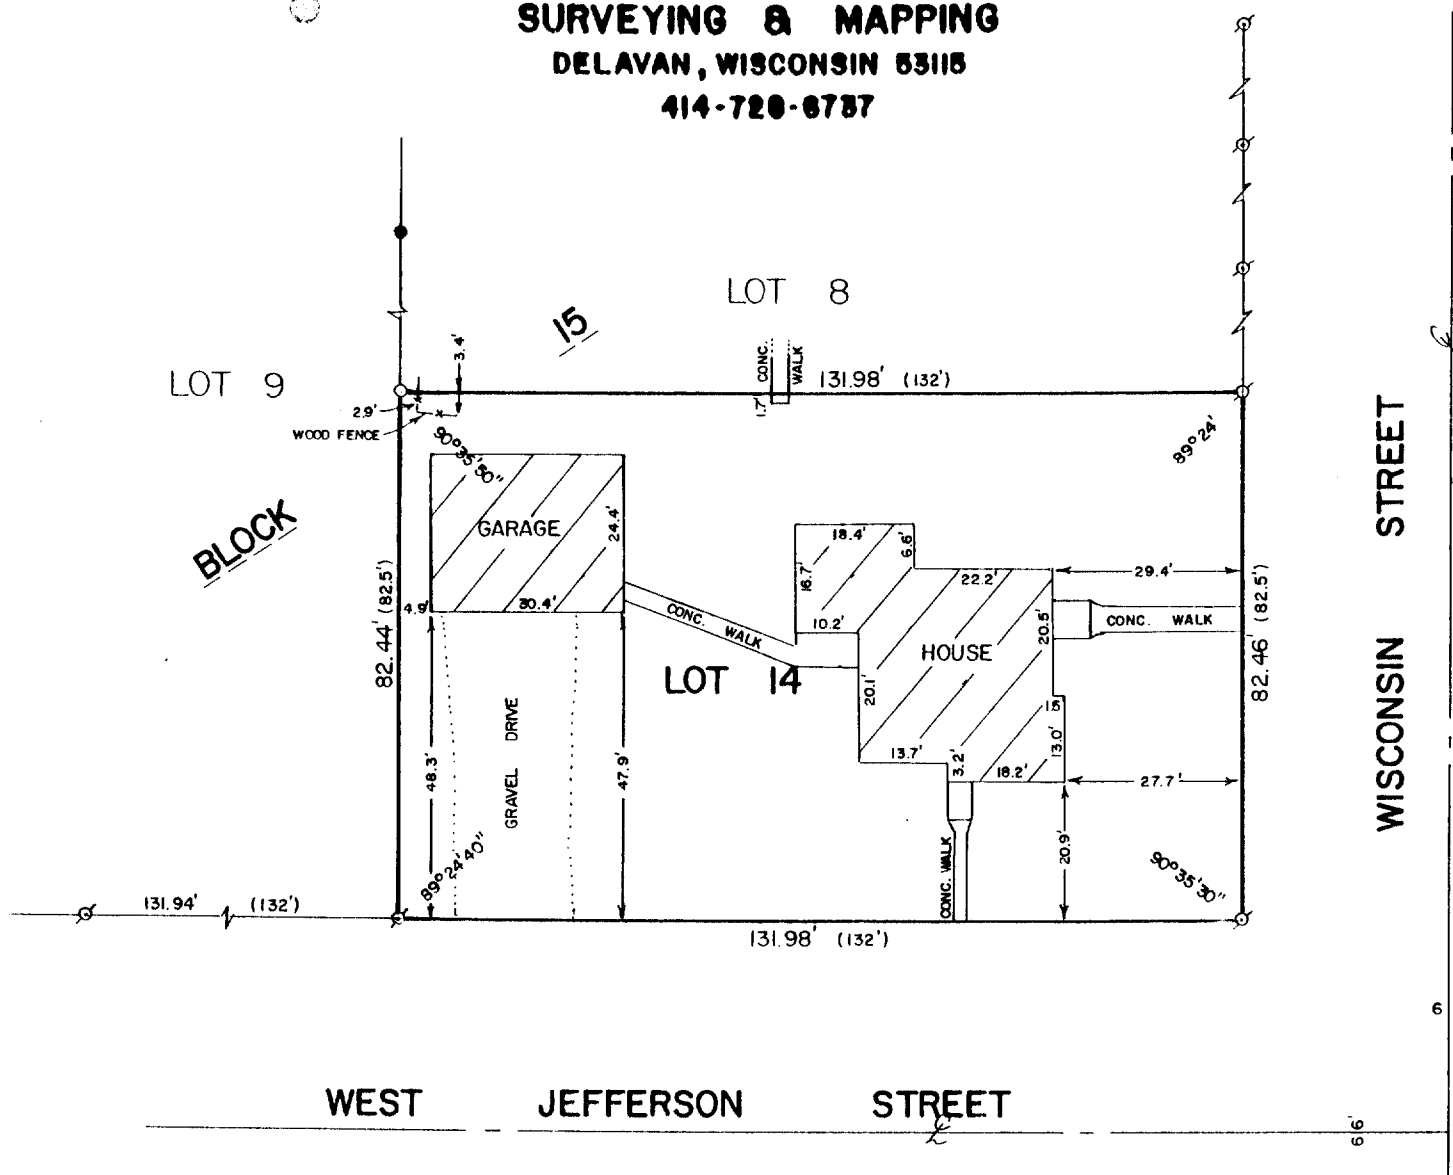 SURVEYING & MAPPING
DELAVAN, WISCONSIN 53115
414-728-6737
LOT 8
15
3.4'
CONC. WALK
131.98' (132')
1.7'
LOT 9
2.9'
WOOD FENCE
90°35'50"
89°24'
STREET
WISCONSIN
GARAGE
24.4'
BLOCK
18.4'
6.6'
16.7'
22.2'
29.4'
82.44' (82.5')
4.9'
30.4'
CONC. WALK
10.2'
20.5'
CONC. WALK
82.46' (82.5')
HOUSE
LOT 14
20.1'
1.5'
13.0'
GRAVEL DRIVE
48.3'
47.9'
13.7'
3.2'
18.2'
27.7'
20.9'
89°24'40"
CONC. WALK
90°35'30"
131.94' (132')
131.98' (132')
6
WEST JEFFERSON STREET
66'